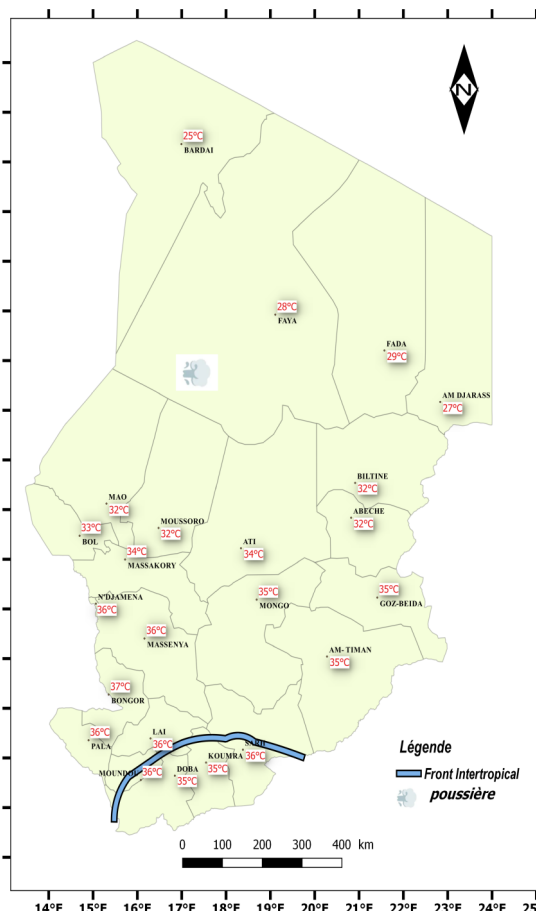 N
25°C
BARDAI
28°C
FAYA
FADA
29°C
AM DJARASS
27°C
BILTINE
32°C
MAO
32°C
ABECHE
32°C
33°C
BOL
MOUSSORO
32°C
34°C
MASSAKORY
ATI
34°C
35°C
MONGO
35°C
GOZ-BEIDA
N'DJAMENA
36°C
36°C
MASSENYA
AM- TIMAN
35°C
37°C
BONGOR
36°C
PALA
LAI
36°C
SARH
36°C
KOUMRA
35°C
MOUNDOU
36°C
DOBA
35°C
Légende
Front Intertropical
poussière
0 100 200 300 400 km
14°E 15°E 16°E 17°E 18°E 19°E 20°E 21°E 22°E 23°E 24°E